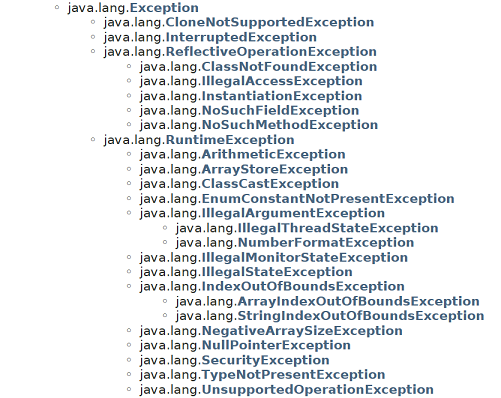 java.lang.Exception
java.lang.CloneNotSupportedException
java.lang.InterruptedException
java.lang.ReflectiveOperationException
java.lang.ClassNotFoundException
java.lang.IllegalAccessException
java.lang.InstantiationException
java.lang.NoSuchFieldException
java.lang.NoSuchMethodException
java.lang.RuntimeException
java.lang.ArithmeticException
java.lang.ArrayStoreException
java.lang.ClassCastException
java.lang.EnumConstantNotPresentException
java.lang.IllegalArgumentException
java.lang.IllegalThreadStateException
java.lang.NumberFormatException
java.lang.IllegalMonitorStateException
java.lang.IllegalStateException
java.lang.IndexOutOfBoundsException
java.lang.ArrayIndexOutOfBoundsException
java.lang.StringIndexOutOfBoundsException
java.lang.NegativeArraySizeException
java.lang.NullPointerException
java.lang.SecurityException
java.lang.TypeNotPresentException
java.lang.UnsupportedOperationException